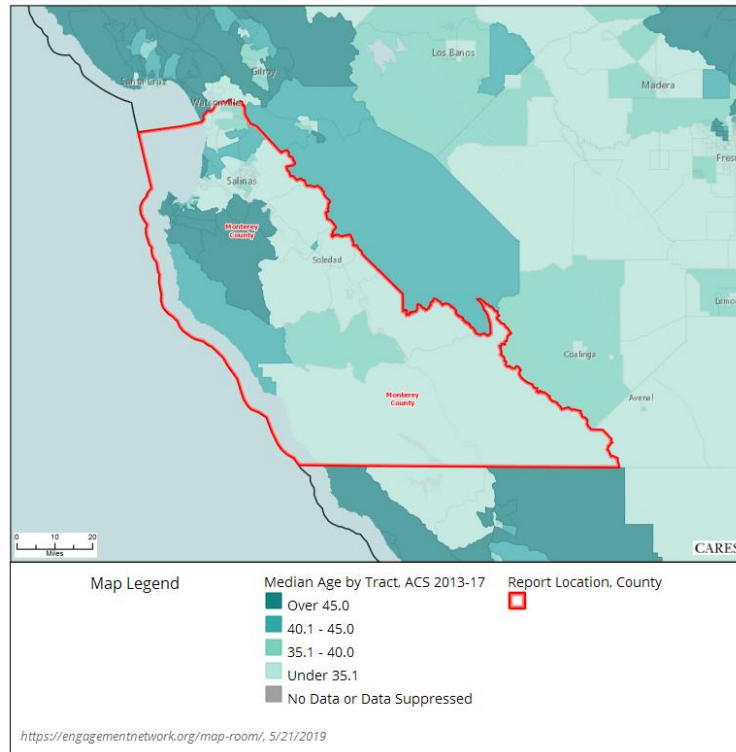 Los Banos
Santa Cruz
Gilroy
Madera
Watsonville
Salinas
Monterey
County
Soledad
Coalinga
Monterey
County
Avenal
0 10 20
Miles
CARES
Map Legend
Median Age by Tract, ACS 2013-17
Over 45.0
40.1 - 45.0
35.1 - 40.0
Under 35.1
No Data or Data Suppressed
Report Location, County
https://engagementnetwork.org/map-room/, 5/21/2019